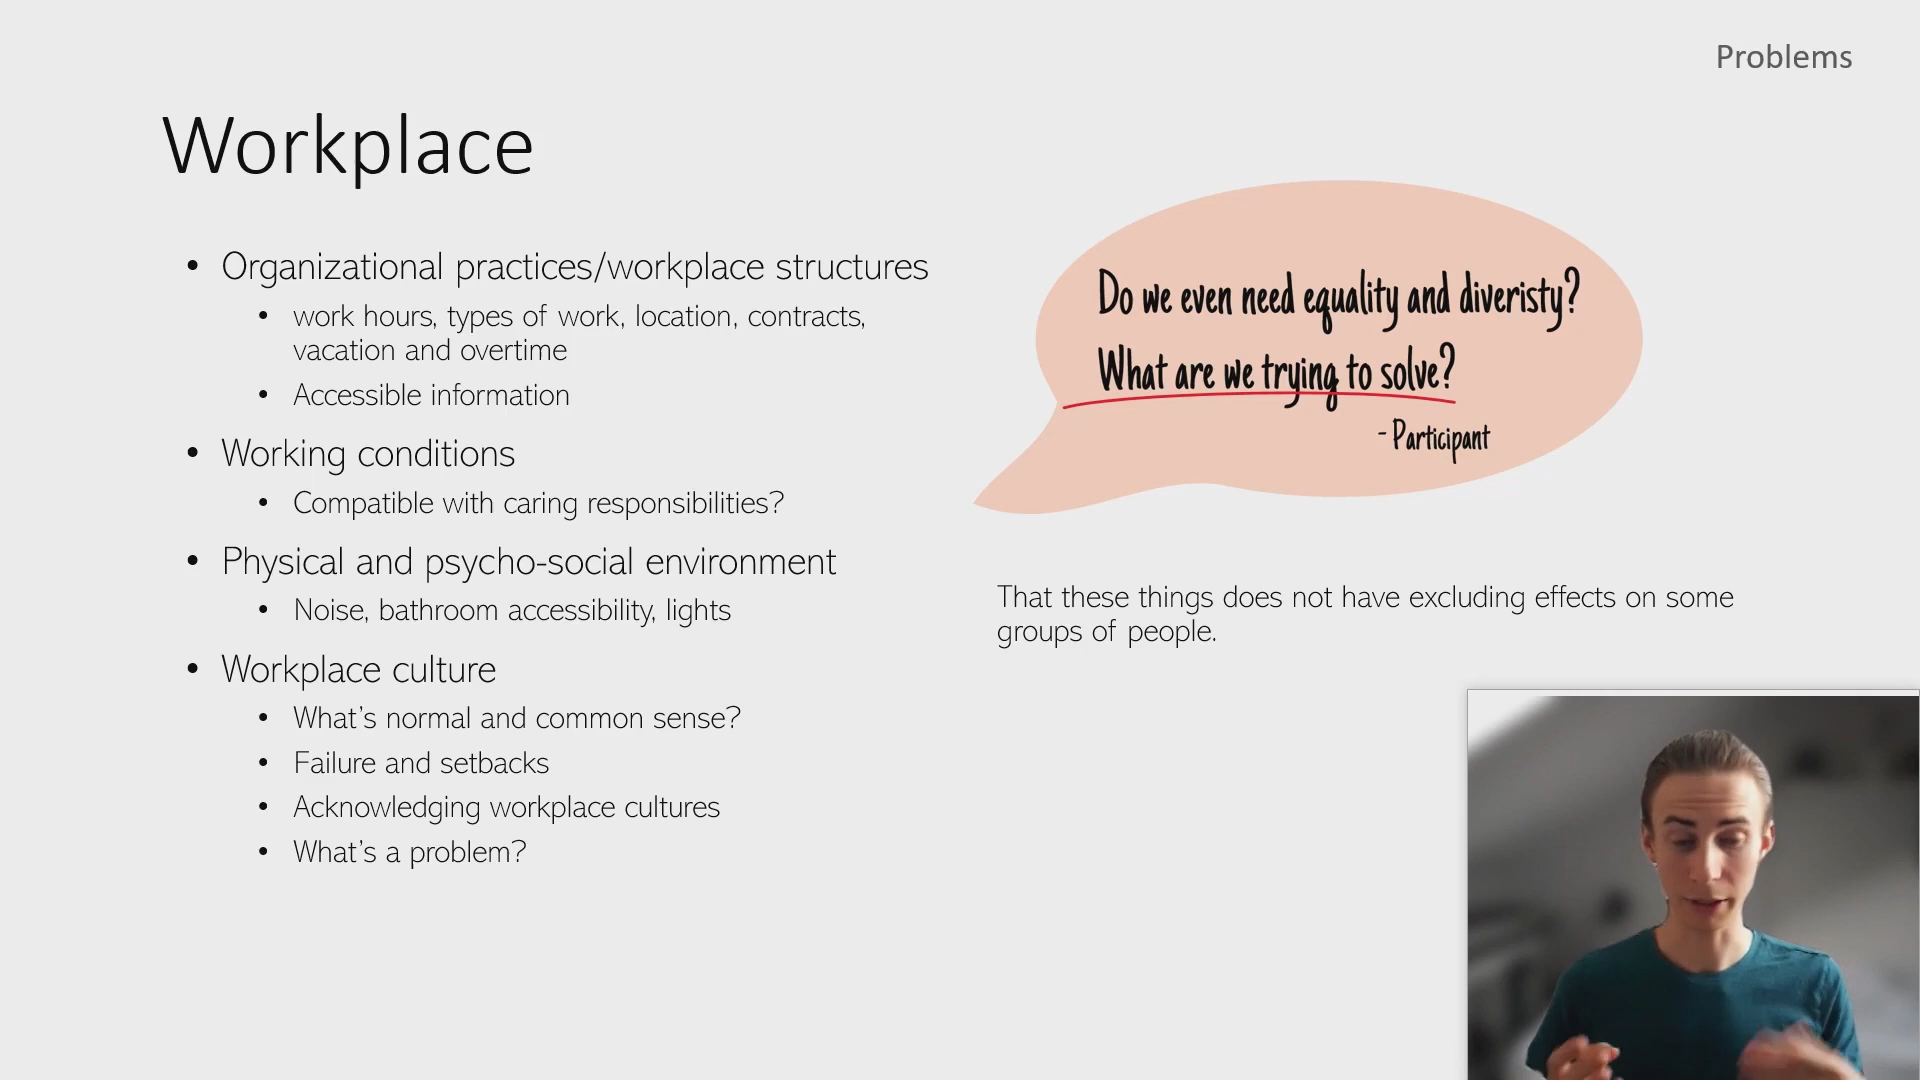 Problems
Workplace
• Organizational practices/workplace structures
• work hours, types of work, location, contracts,
vacation and overtime
• Accessible information
• Working conditions
• Compatible with caring responsibilities?
• Physical and psycho-social environment
• Noise, bathroom accessibility, lights
• Workplace culture
• What's normal and common sense?
• Failure and setbacks
• Acknowledging workplace cultures
• What's a problem?
Do we even need equality and diveristy?
What are we trying to solve?
- Participant
That these things does not have excluding effects on some
groups of people.